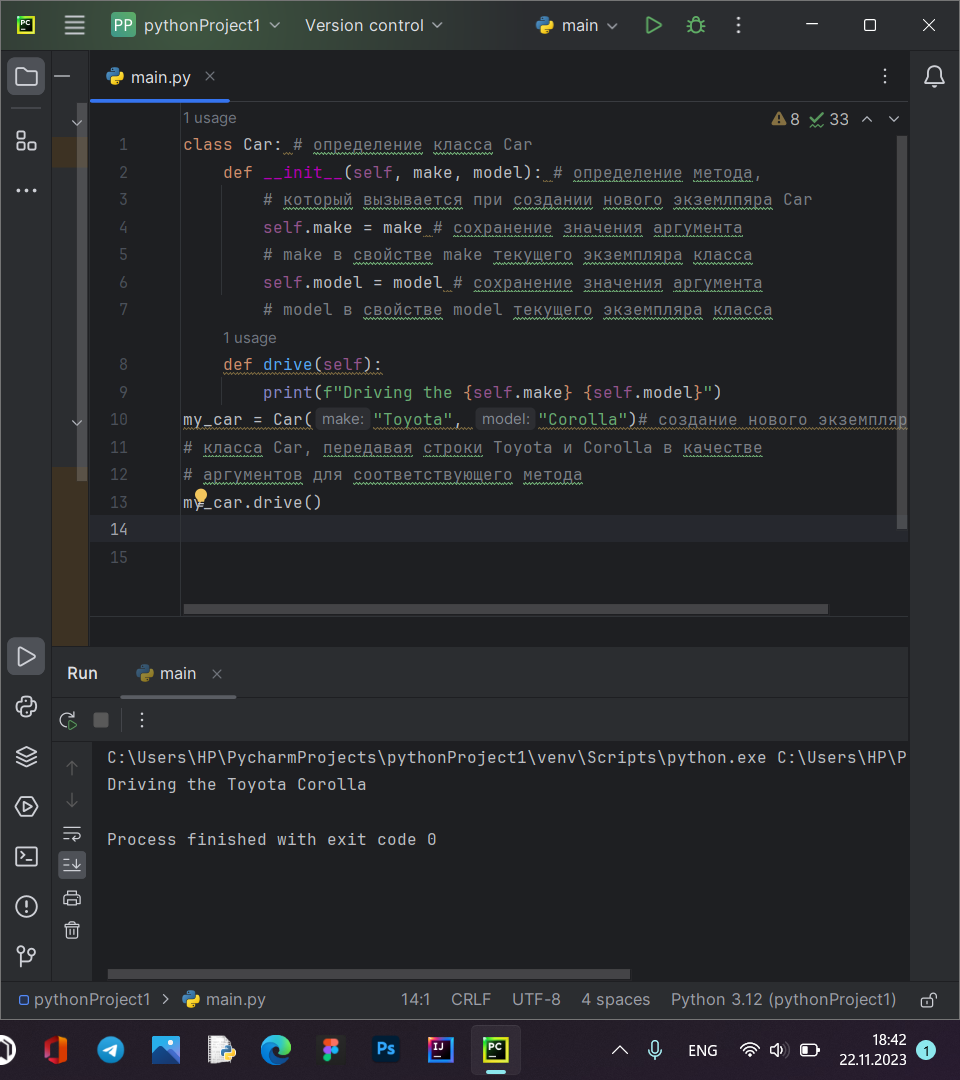 PC
PP pythonProject1 Version control main
main.py
1 usage
8 33
1 class Car: # определение класса Car
2 def __init__(self, make, model): # определение метода,
3 # который вызывается при создании нового экземлпяра Car
4 self.make = make # сохранение значения аргумента
5 # make в свойстве make текущего экземпляра класса
6 self.model = model # сохранение значения аргумента
7 # model в свойстве model текущего экземпляра класса
1 usage
8 def drive(self):
9 print(f"Driving the {self.make} {self.model}")
10 my_car = Car( make: "Toyota", model: "Corolla")# создание нового экземпляр
11 # класса Car, передавая строки Toyota и Corolla в качестве
12 # аргументов для соответствующего метода
13 my_car.drive()
14
15
Run main
C:\Users\HP\PycharmProjects\pythonProject1\venv\Scripts\python.exe C:\Users\HP\P
Driving the Toyota Corolla
Process finished with exit code 0
pythonProject1 main.py 14:1 CRLF UTF-8 4 spaces Python 3.12 (pythonProject1)
Ps IJ PC ENG 18:42 1
22.11.2023